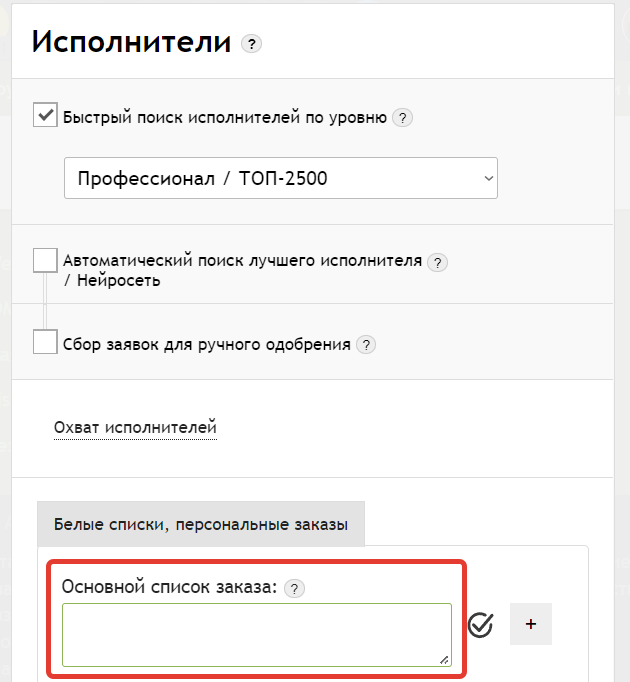 Исполнители ?
Быстрый поиск исполнителей по уровню ?
Профессионал / ТОП-2500
Автоматический поиск лучшего исполнителя ?
/ Нейросеть
Сбор заявок для ручного одобрения ?
Охват исполнителей
Белые списки, персональные заказы
Основной список заказа: ?
+